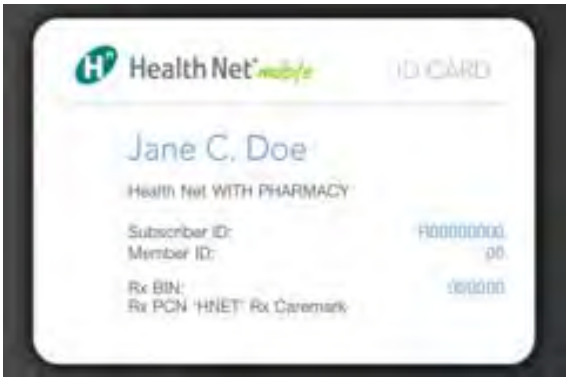 Health Net mobile ID CARD
Jane C. Doe
Health Net WITH PHARMACY
Subscriber ID: R00000000
Member ID: 00
Rx BIN: 000000
Rx PCN 'HNET' Rx Caremark